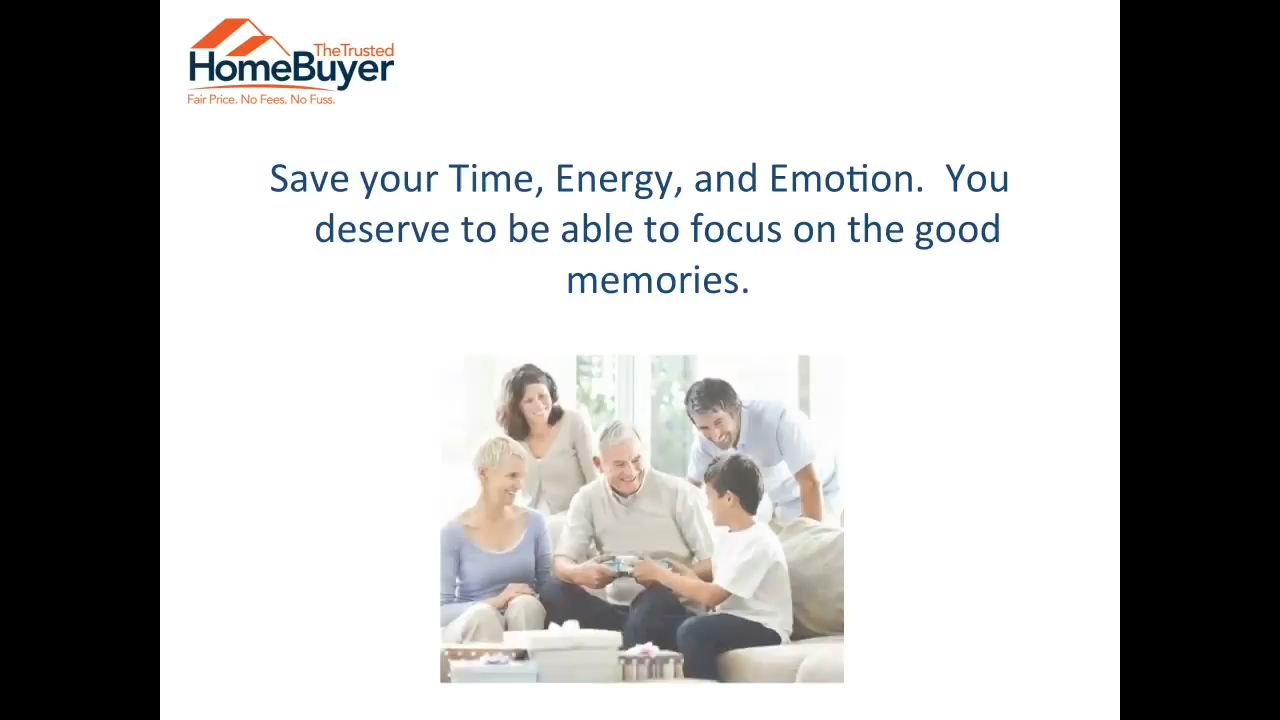 TheTrusted
HomeBuyer
Fair Price. No Fees. No Fuss.
Save your Time, Energy, and Emotion.  You
deserve to be able to focus on the good
memories.